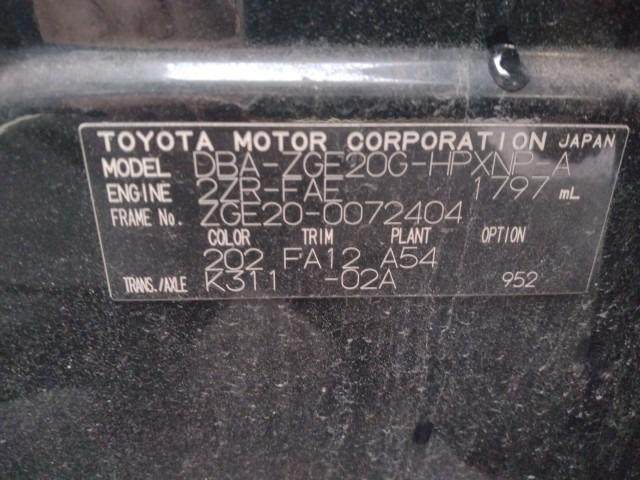 TOYOTA MOTOR CORPORATION JAPAN
MODEL DBA-ZGE20G-HPXNP-A
ENGINE 2ZR-FAE 1797 mL
FRAME No. ZGE20-0072404
COLOR TRIM PLANT OPTION
202 FA12 A54
TRANS./AXLE K311 -02A 952